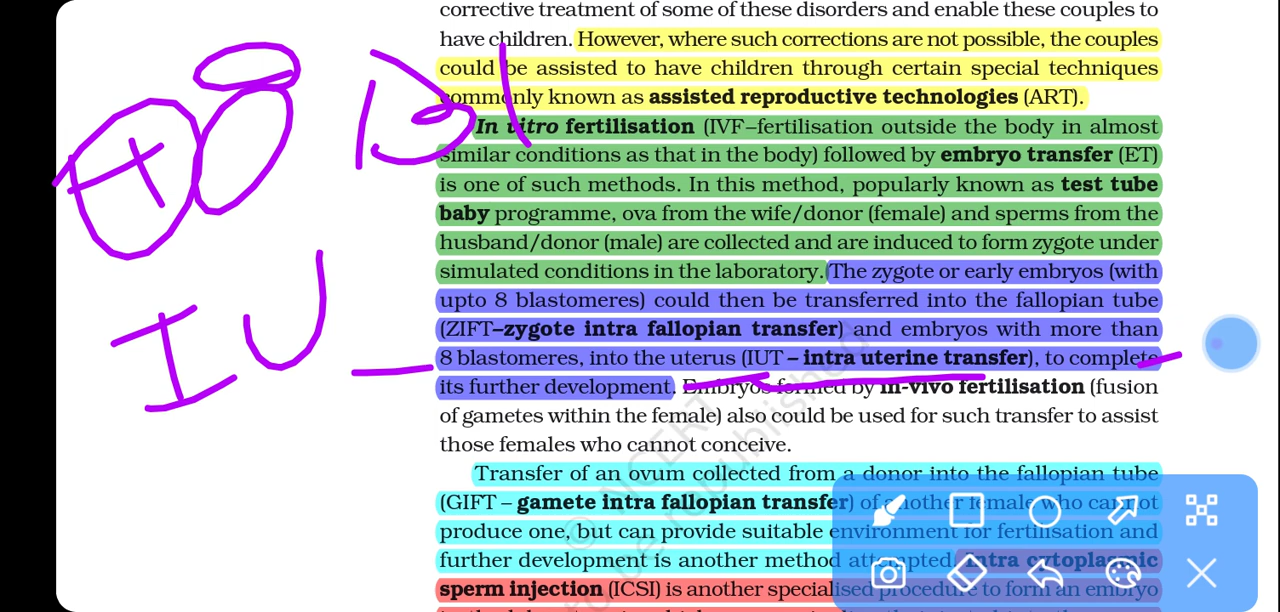 corrective treatment of some of these disorders and enable these couples to
have children. However, where such corrections are not possible, the couples
could be assisted to have children through certain special techniques
commonly known as assisted reproductive technologies (ART).
In vitro fertilisation (IVF–fertilisation outside the body in almost
similar conditions as that in the body) followed by embryo transfer (ET)
is one of such methods. In this method, popularly known as test tube
baby programme, ova from the wife/donor (female) and sperms from the
husband/donor (male) are collected and are induced to form zygote under
simulated conditions in the laboratory. The zygote or early embryos (with
upto 8 blastomeres) could then be transferred into the fallopian tube
(ZIFT–zygote intra fallopian transfer) and embryos with more than
8 blastomeres, into the uterus (IUT – intra uterine transfer), to complete
its further development. Embryos formed by in-vivo fertilisation (fusion
of gametes within the female) also could be used for such transfer to assist
those females who cannot conceive.
Transfer of an ovum collected from a donor into the fallopian tube
(GIFT – gamete intra fallopian transfer) of another female who cannot
produce one, but can provide suitable environment for fertilisation and
further development is another method attempted. Intra cytoplasmic
sperm injection (ICSI) is another specialised procedure to form an embryo
IU
© NCERT